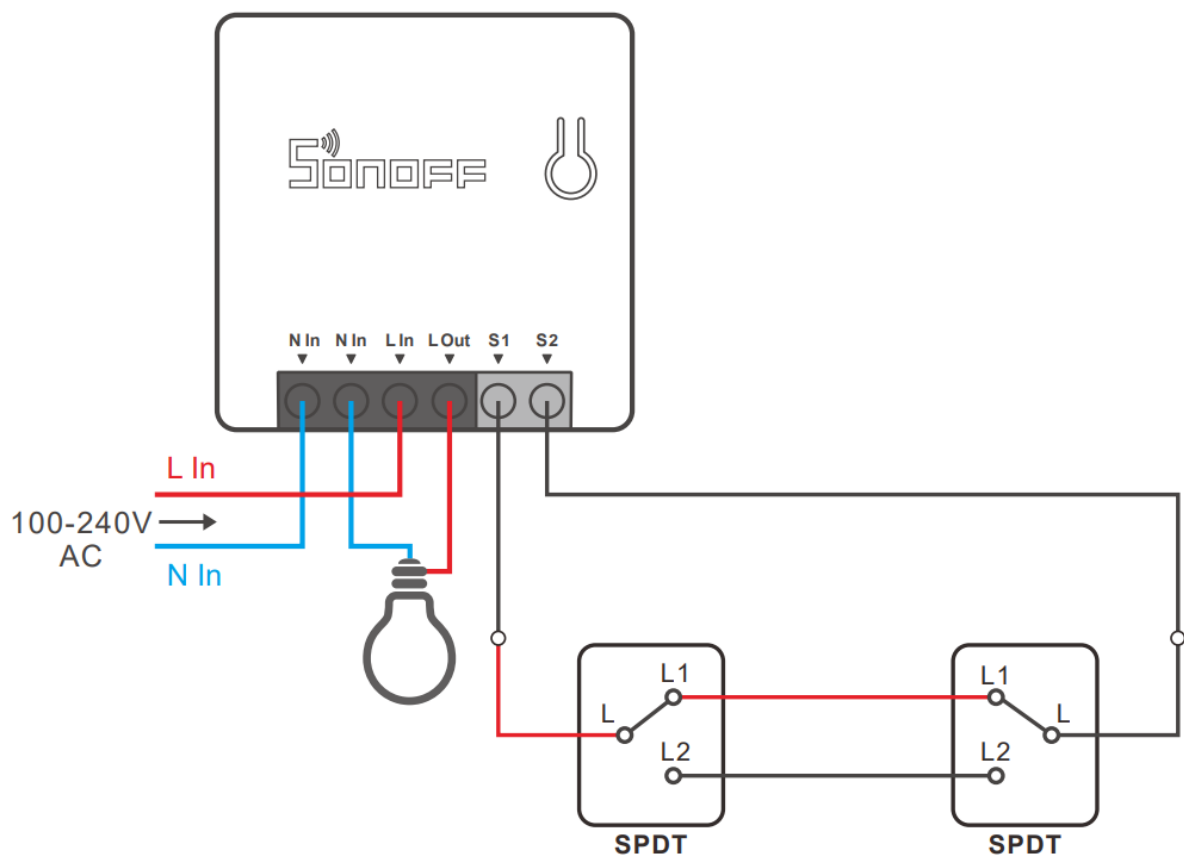 SONOFF
N In N In L In L Out S1 S2
L In
100-240V
AC
N In
L1 L1
L L
L2 L2
SPDT SPDT